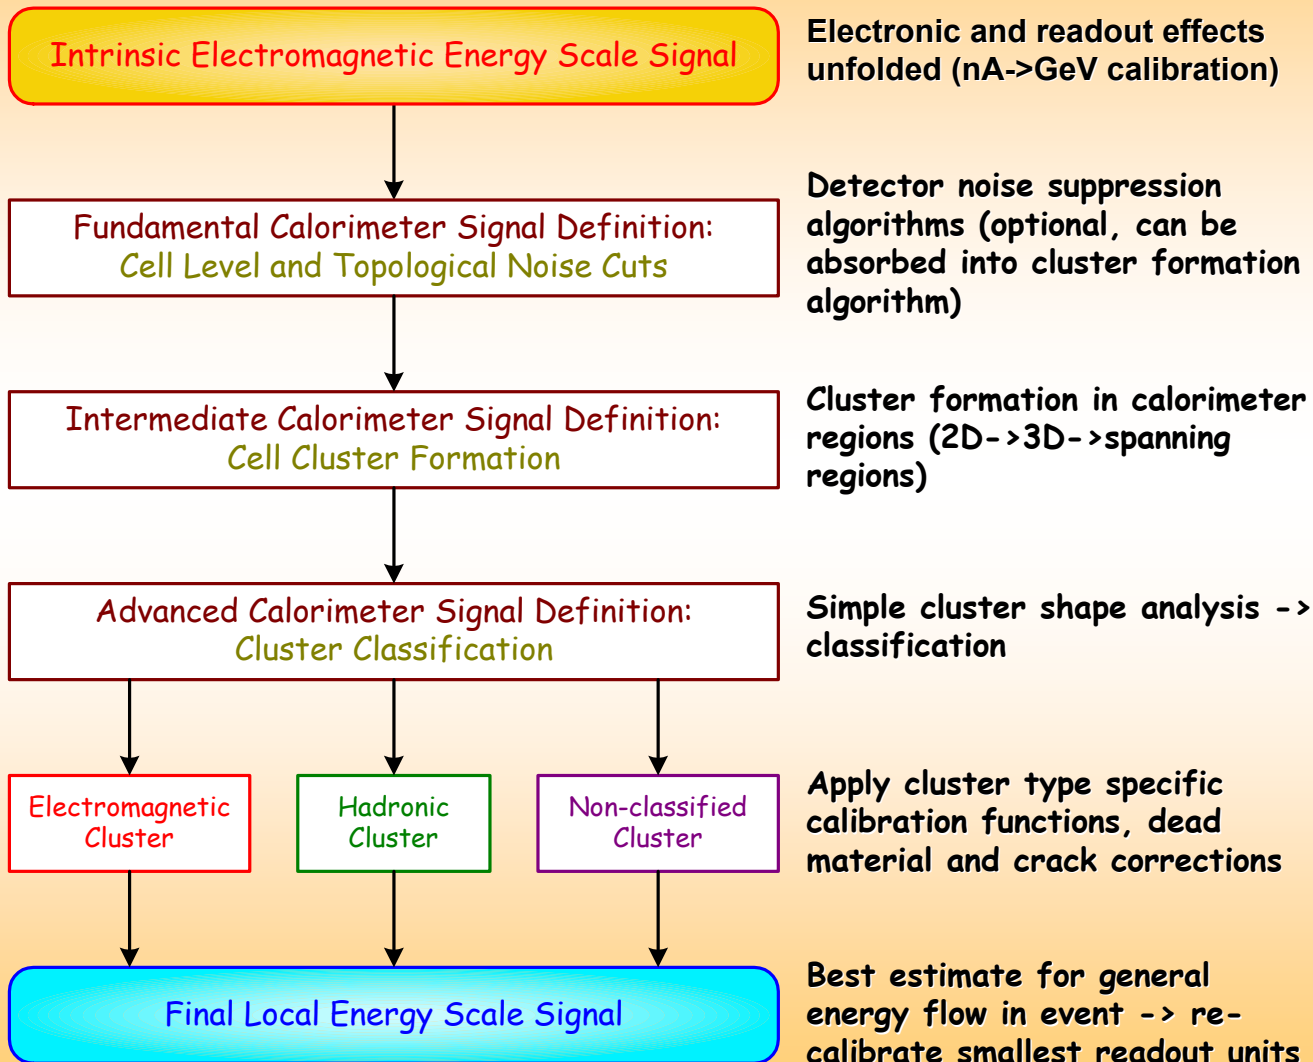 Intrinsic Electromagnetic Energy Scale Signal
Electronic and readout effects
unfolded (nA->GeV calibration)
Fundamental Calorimeter Signal Definition:
Cell Level and Topological Noise Cuts
Detector noise suppression
algorithms (optional, can be
absorbed into cluster formation
algorithm)
Intermediate Calorimeter Signal Definition:
Cell Cluster Formation
Cluster formation in calorimeter
regions (2D->3D->spanning
regions)
Advanced Calorimeter Signal Definition:
Cluster Classification
Simple cluster shape analysis ->
classification
Electromagnetic
Cluster
Hadronic
Cluster
Non-classified
Cluster
Apply cluster type specific
calibration functions, dead
material and crack corrections
Final Local Energy Scale Signal
Best estimate for general
energy flow in event -> re-
calibrate smallest readout units